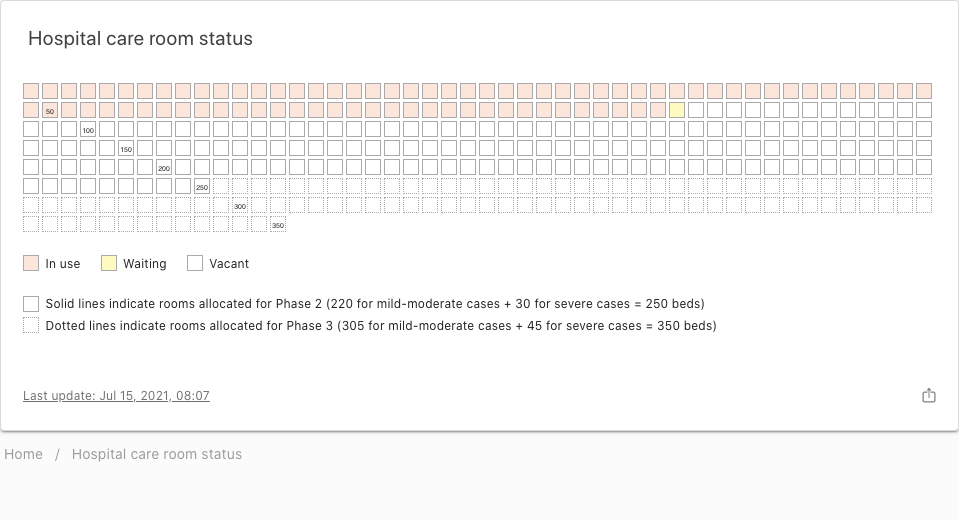 Hospital care room status
50
100
150
200
250
300
350
In use Waiting Vacant
Solid lines indicate rooms allocated for Phase 2 (220 for mild-moderate cases + 30 for severe cases = 250 beds)
Dotted lines indicate rooms allocated for Phase 3 (305 for mild-moderate cases + 45 for severe cases = 350 beds)
Last update: Jul 15, 2021, 08:07
Home / Hospital care room status